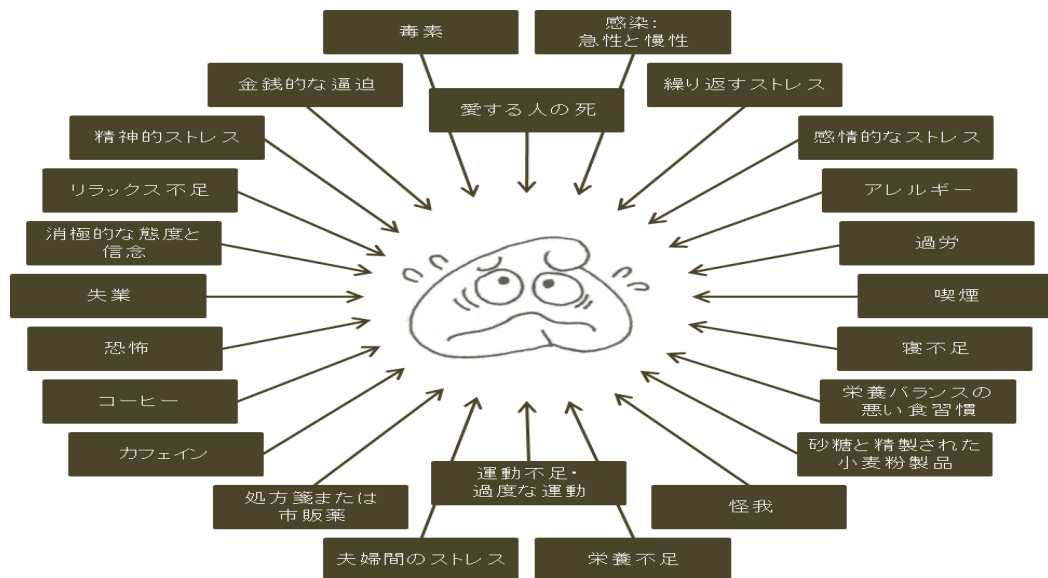 毒素
感染:
急性と慢性
金銭的な逼迫
愛する人の死
繰り返すストレス
精神的ストレス
感情的なストレス
リラックス不足
アレルギー
消極的な態度と
信念
過労
失業
喫煙
恐怖
寝不足
コーヒー
栄養バランスの
悪い食習慣
カフェイン
砂糖と精製された
小麦粉製品
処方箋または
市販薬
運動不足・
過度な運動
怪我
夫婦間のストレス
栄養不足